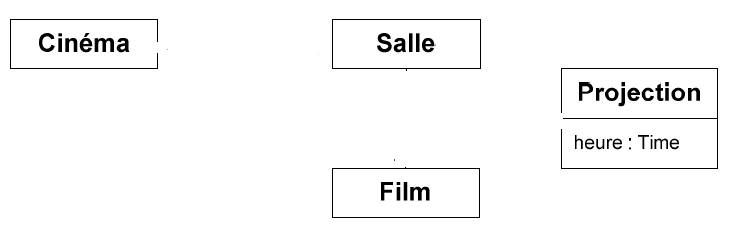 Cinéma
Salle
Projection
heure : Time
Film